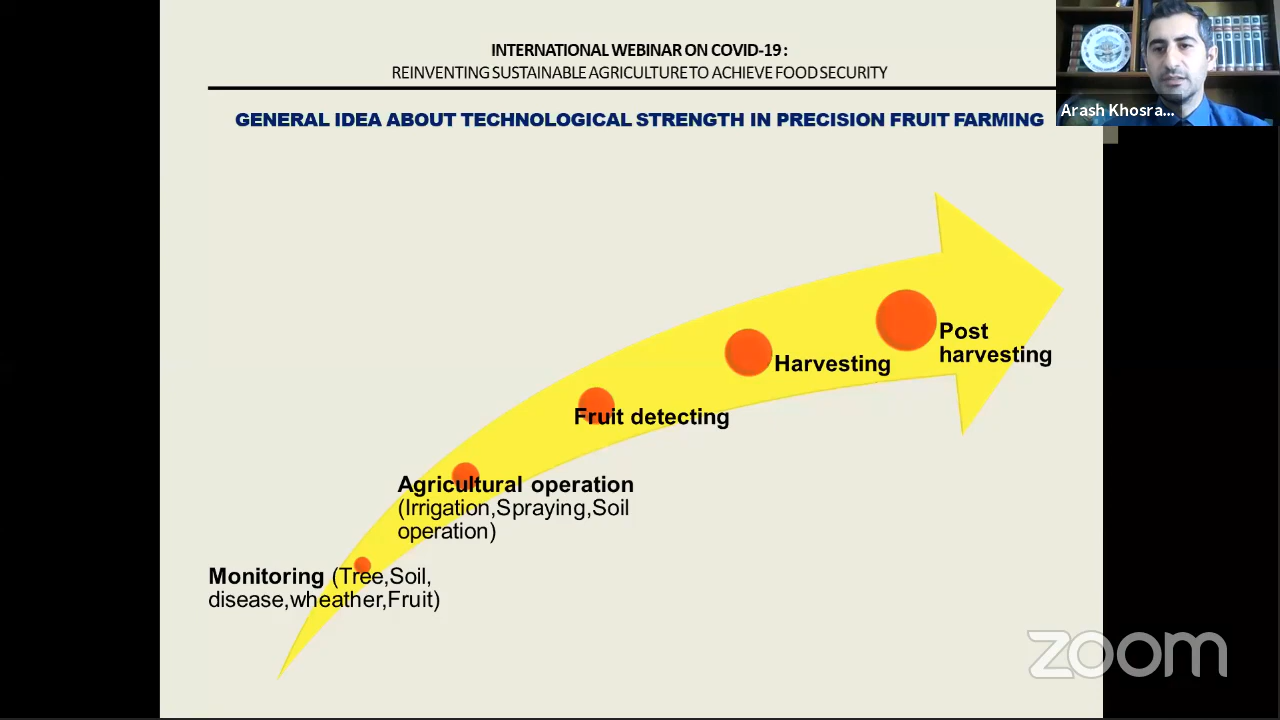 INTERNATIONAL WEBINAR ON COVID-19:
REINVENTING SUSTAINABLE AGRICULTURE TO ACHIEVE FOOD SECURITY
Arash Khosra...
GENERAL IDEA ABOUT TECHNOLOGICAL STRENGTH IN PRECISION FRUIT FARMING
Post
harvesting
Harvesting
Fruit detecting
Agricultural operation
(Irrigation,Spraying,Soil
operation)
Monitoring (Tree,Soil,
disease,wheather,Fruit)
zoom